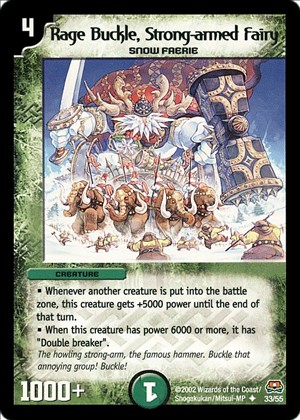 4
Rage Buckle, Strong-armed Fairy
SNOW FAERIE
CREATURE
■ Whenever another creature is put into the battle
zone, this creature gets +5000 power until the end
of that turn.
■ When this creature has power 6000 or more, it has
"Double breaker".
The howling strong-arm, the famous hammer. Buckle that
annoying group! Buckle!
1000+
1
©2002 Wizards of the Coast/
Shogakukan/Mitsui-MP ♦ 33/55